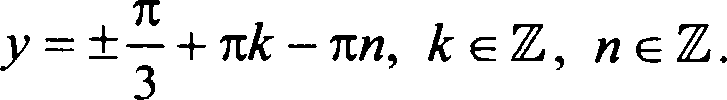 y = ±π/3 + πk − πn, k ∈ ℤ, n ∈ ℤ.